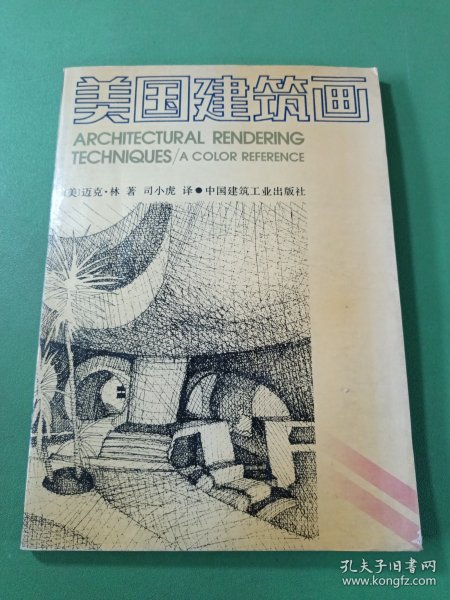 美国建筑画
ARCHITECTURAL RENDERING
TECHNIQUES/A COLOR REFERENCE
(美)迈克·林 著 司小虎 译●中国建筑工业出版社
孔夫子旧书网
www.kongfz.com